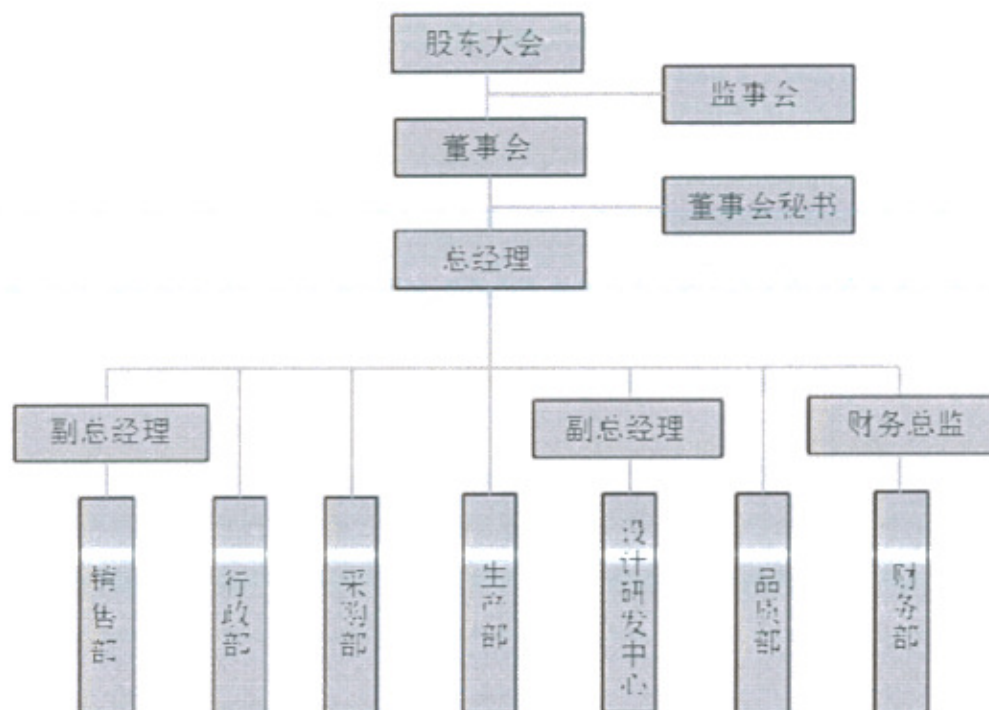 股东大会
监事会
董事会
董事会秘书
总经理
副总经理
副总经理
财务总监
销售部
行政部
采购部
生产部
设计研发中心
品质部
财务部